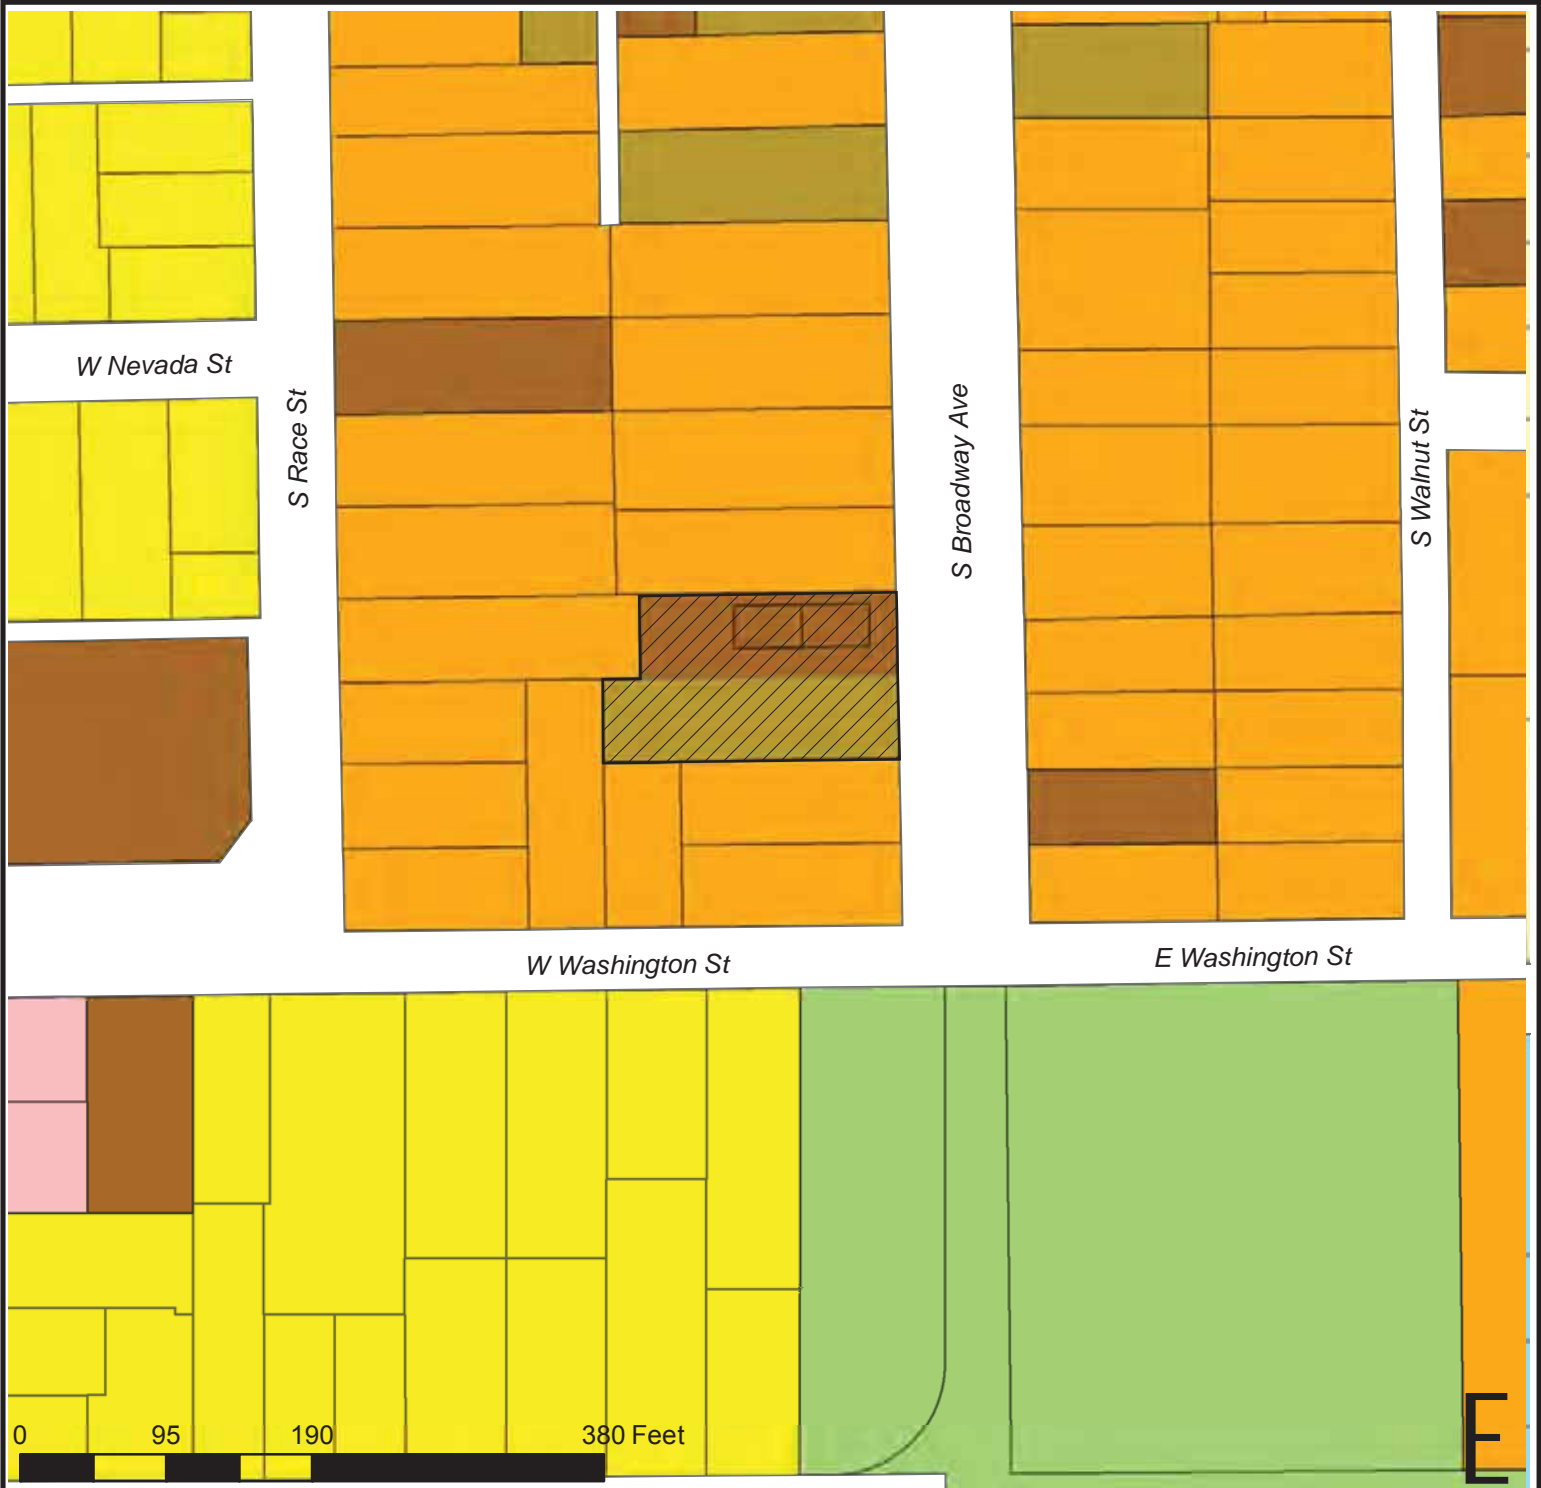 W Nevada St
S Race St
S Broadway Ave
S Walnut St
W Washington St
E Washington St
0 95 190 380 Feet
E